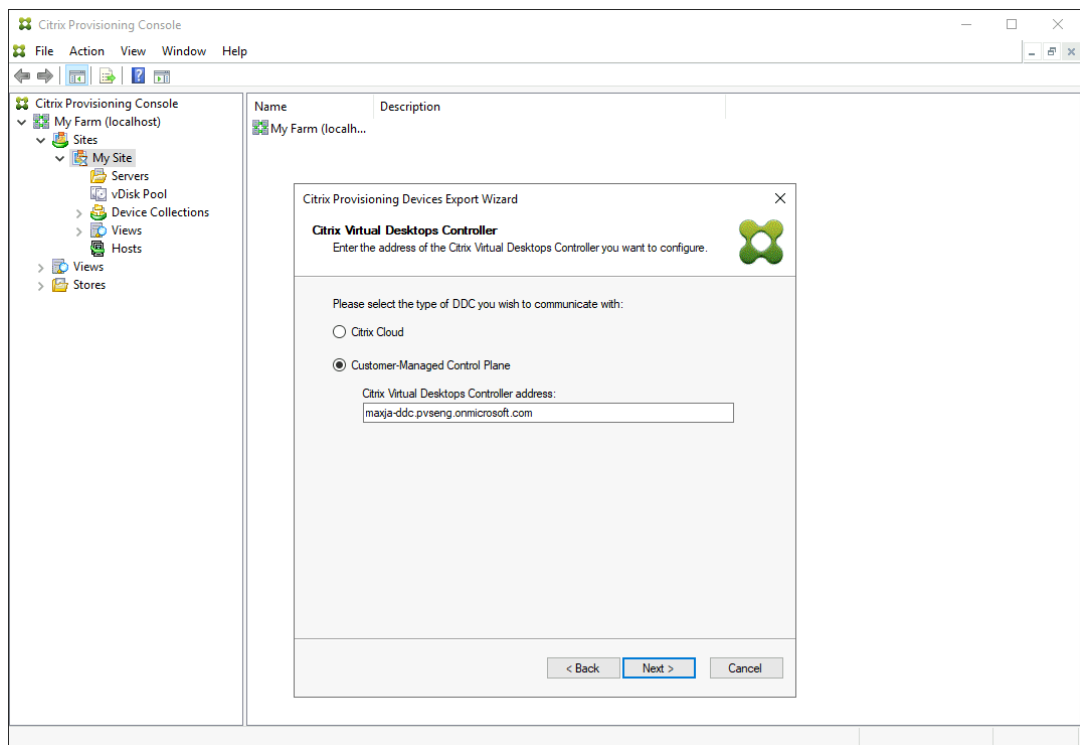 Citrix Provisioning Console
File Action View Window Help
Citrix Provisioning Console
My Farm (localhost)
Sites
My Site
Servers
vDisk Pool
Device Collections
Views
Hosts
Views
Stores
Name Description
My Farm (localh...
Citrix Provisioning Devices Export Wizard
Citrix Virtual Desktops Controller
Enter the address of the Citrix Virtual Desktops Controller you want to configure.
Please select the type of DDC you wish to communicate with:
Citrix Cloud
Customer-Managed Control Plane
Citrix Virtual Desktops Controller address:
maxja-ddc.pvseng.onmicrosoft.com
< Back Next > Cancel